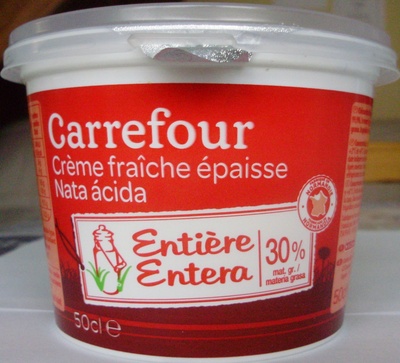 Carrefour
Crème fraîche épaisse
Nata ácida
Entière
Entera
30%
mat. gr. /
materia grasa
50cl e